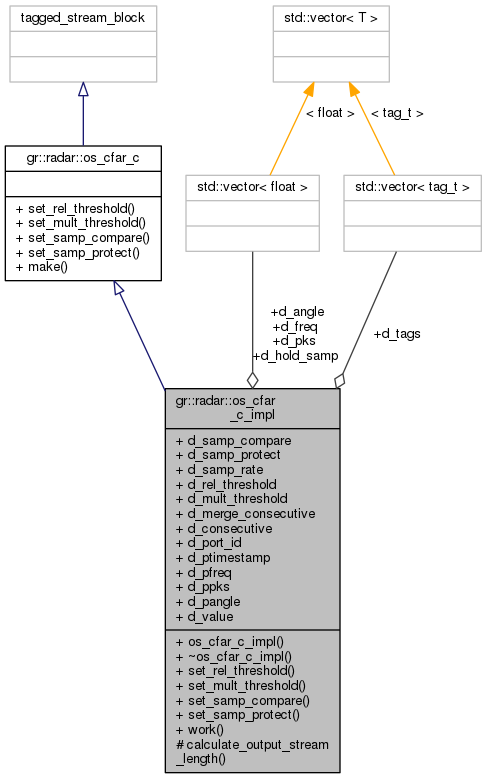 tagged_stream_block
std::vector< T >
< float >
< tag_t >
gr::radar::os_cfar_c
+ set_rel_threshold()
+ set_mult_threshold()
+ set_samp_compare()
+ set_samp_protect()
+ make()
std::vector< float >
std::vector< tag_t >
+d_angle
+d_freq
+d_pks
+d_hold_samp
+d_tags
gr::radar::os_cfar
_c_impl
+ d_samp_compare
+ d_samp_protect
+ d_samp_rate
+ d_rel_threshold
+ d_mult_threshold
+ d_merge_consecutive
+ d_consecutive
+ d_port_id
+ d_ptimestamp
+ d_pfreq
+ d_ppks
+ d_pangle
+ d_value
+ os_cfar_c_impl()
+ ~os_cfar_c_impl()
+ set_rel_threshold()
+ set_mult_threshold()
+ set_samp_compare()
+ set_samp_protect()
+ work()
# calculate_output_stream
_length()